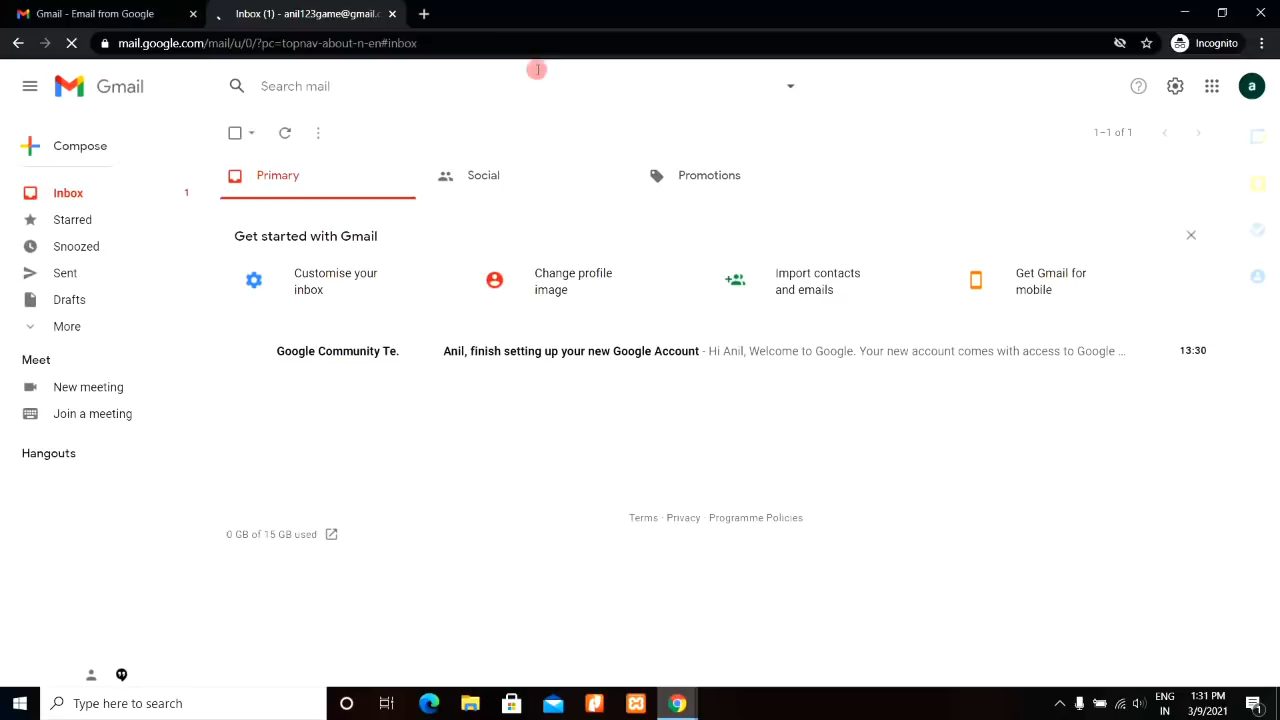 Gmail - Email from Google
Inbox (1) - anil123game@gmail.c
mail.google.com/mail/u/0/?pc=topnav-about-n-en#inbox
Incognito
Gmail
Search mail
a
Compose
1–1 of 1
Primary
Social
Promotions
Inbox 1
Starred
Snoozed
Sent
Drafts
More
Get started with Gmail
Customise your
inbox
Change profile
image
Import contacts
and emails
Get Gmail for
mobile
Google Community Te. Anil, finish setting up your new Google Account - Hi Anil, Welcome to Google. Your new account comes with access to Google ... 13:30
Meet
New meeting
Join a meeting
Hangouts
Terms · Privacy · Programme Policies
0 GB of 15 GB used
Type here to search
ENG
IN
1:31 PM
3/9/2021
1